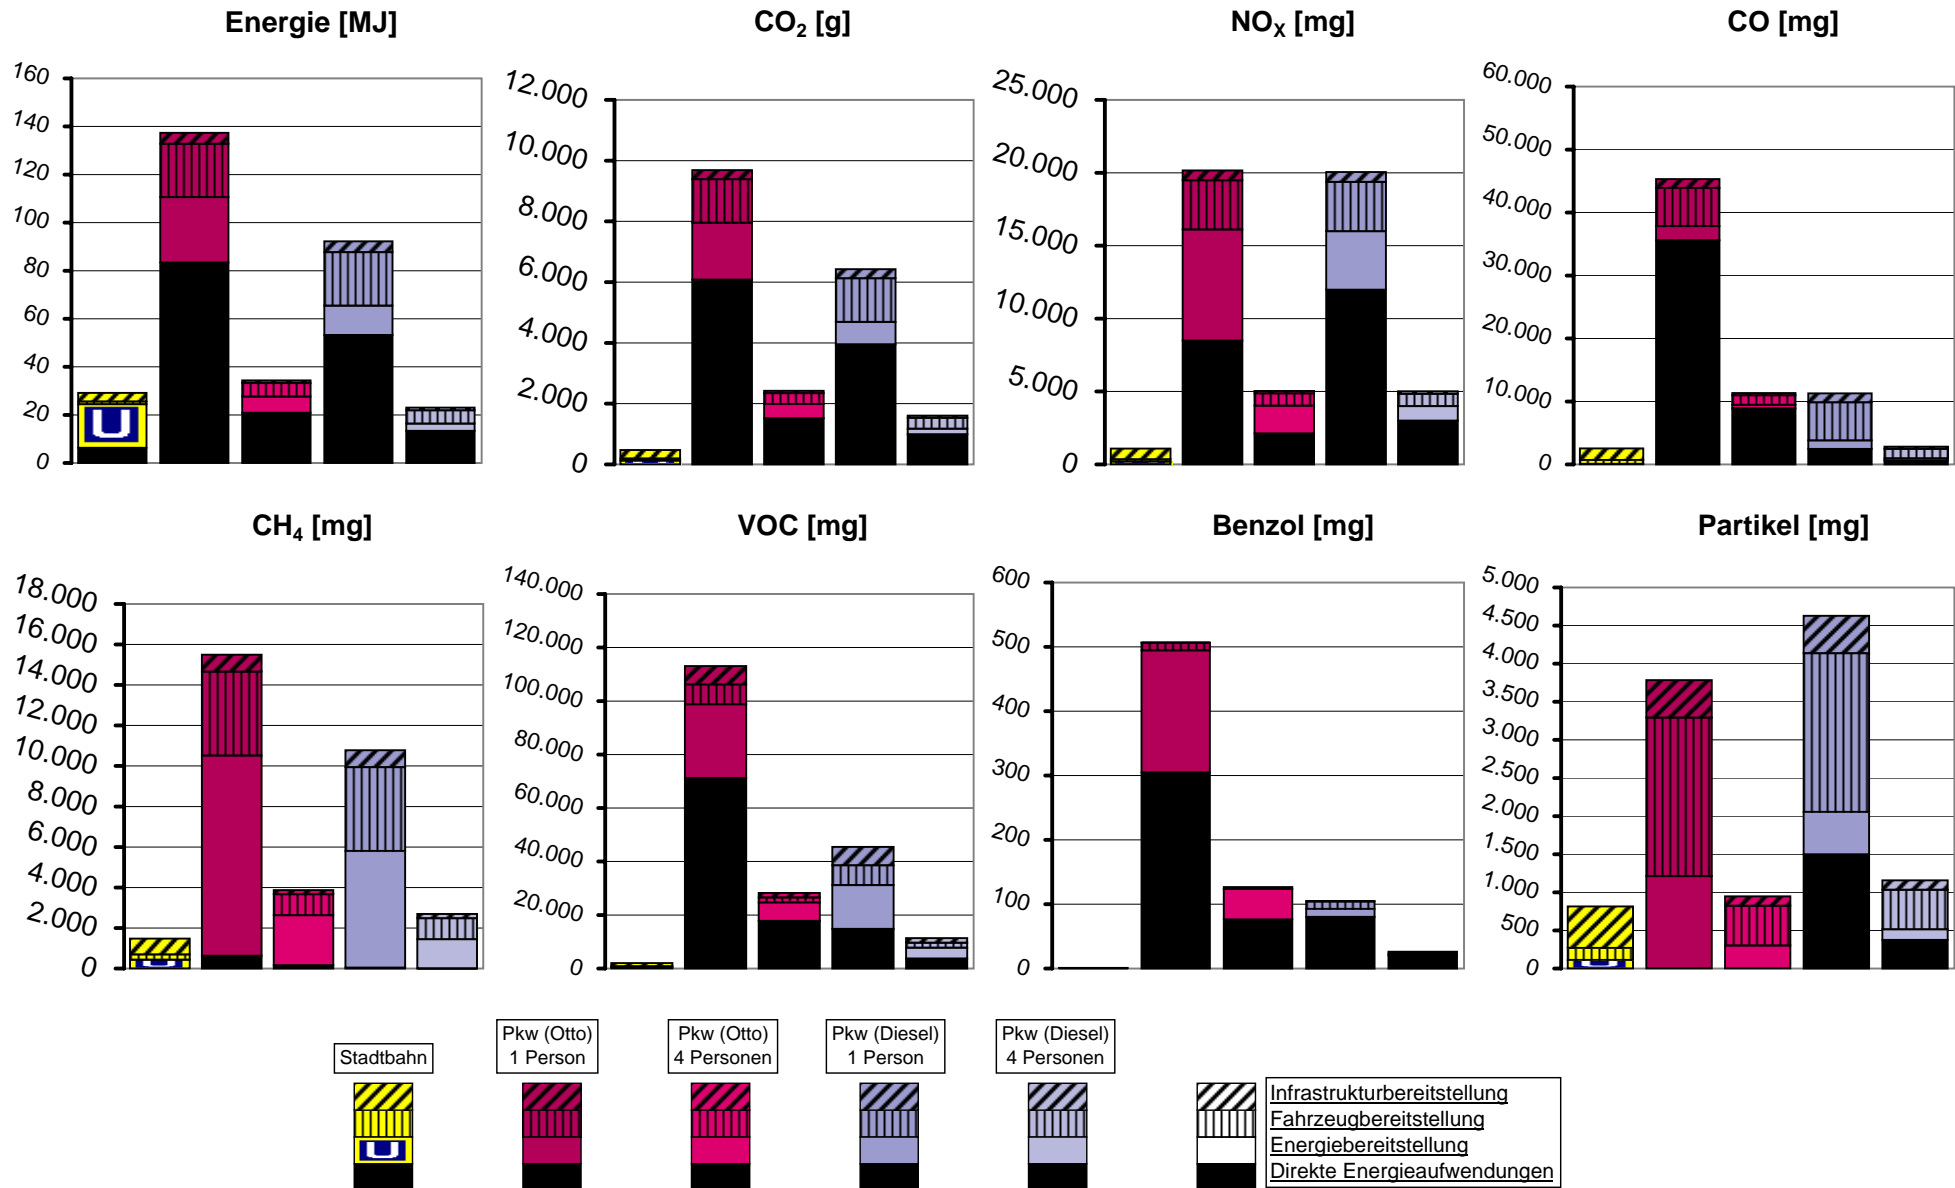 Energie [MJ]
CO₂ [g]
NOX [mg]
CO [mg]
160
140
120
100
80
60
40
20
0
12.000
10.000
8.000
6.000
4.000
2.000
0
25.000
20.000
15.000
10.000
5.000
0
60.000
50.000
40.000
30.000
20.000
10.000
0
U
CH₄ [mg]
VOC [mg]
Benzol [mg]
Partikel [mg]
18.000
16.000
14.000
12.000
10.000
8.000
6.000
4.000
2.000
0
140.000
120.000
100.000
80.000
60.000
40.000
20.000
0
600
500
400
300
200
100
0
5.000
4.500
4.000
3.500
3.000
2.500
2.000
1.500
1.000
500
0
Stadtbahn
Pkw (Otto)
1 Person
Pkw (Otto)
4 Personen
Pkw (Diesel)
1 Person
Pkw (Diesel)
4 Personen
U
Infrastrukturbereitstellung
Fahrzeugbereitstellung
Energiebereitstellung
Direkte Energieaufwendungen